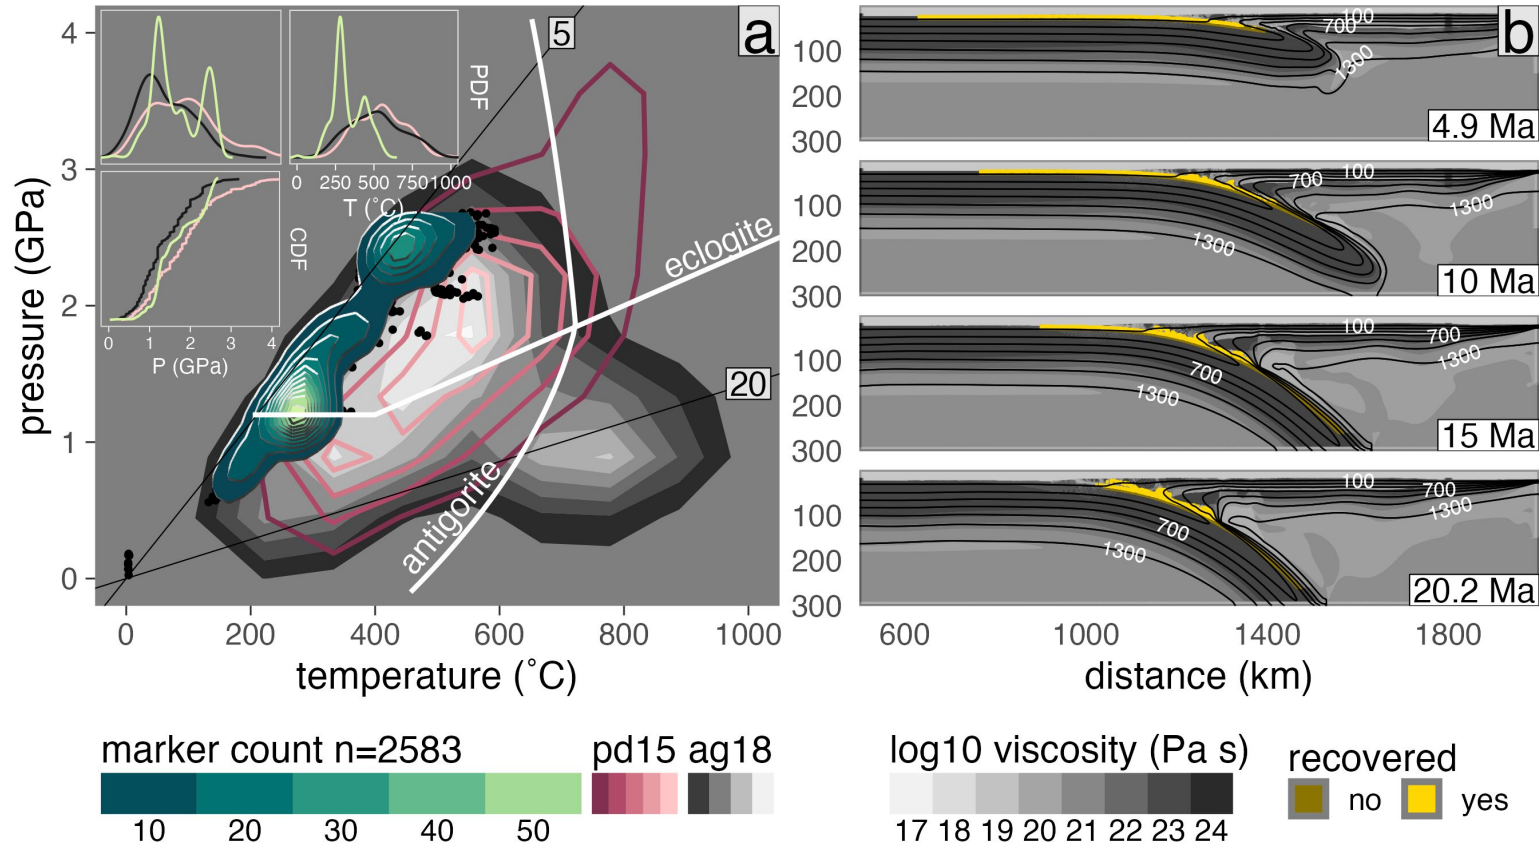 a
4
3
2
1
0
pressure (GPa)
0 200 400 600 800 1000
temperature (˚C)
5
20
eclogite
antigorite
PDF
0 250 500 750 1000
T (˚C)
CDF
0 1 2 3 4
P (GPa)
b
100
200
300
100
700
1300
4.9 Ma
100
200
300
700
100
1300
1300
10 Ma
100
200
300
100
700
1300
700
1300
15 Ma
100
200
300
100
700
1300
700
1300
20.2 Ma
600 1000 1400 1800
distance (km)
marker count n=2583
10 20 30 40 50
pd15
ag18
log10 viscosity (Pa s)
17 18 19 20 21 22 23 24
recovered
no yes